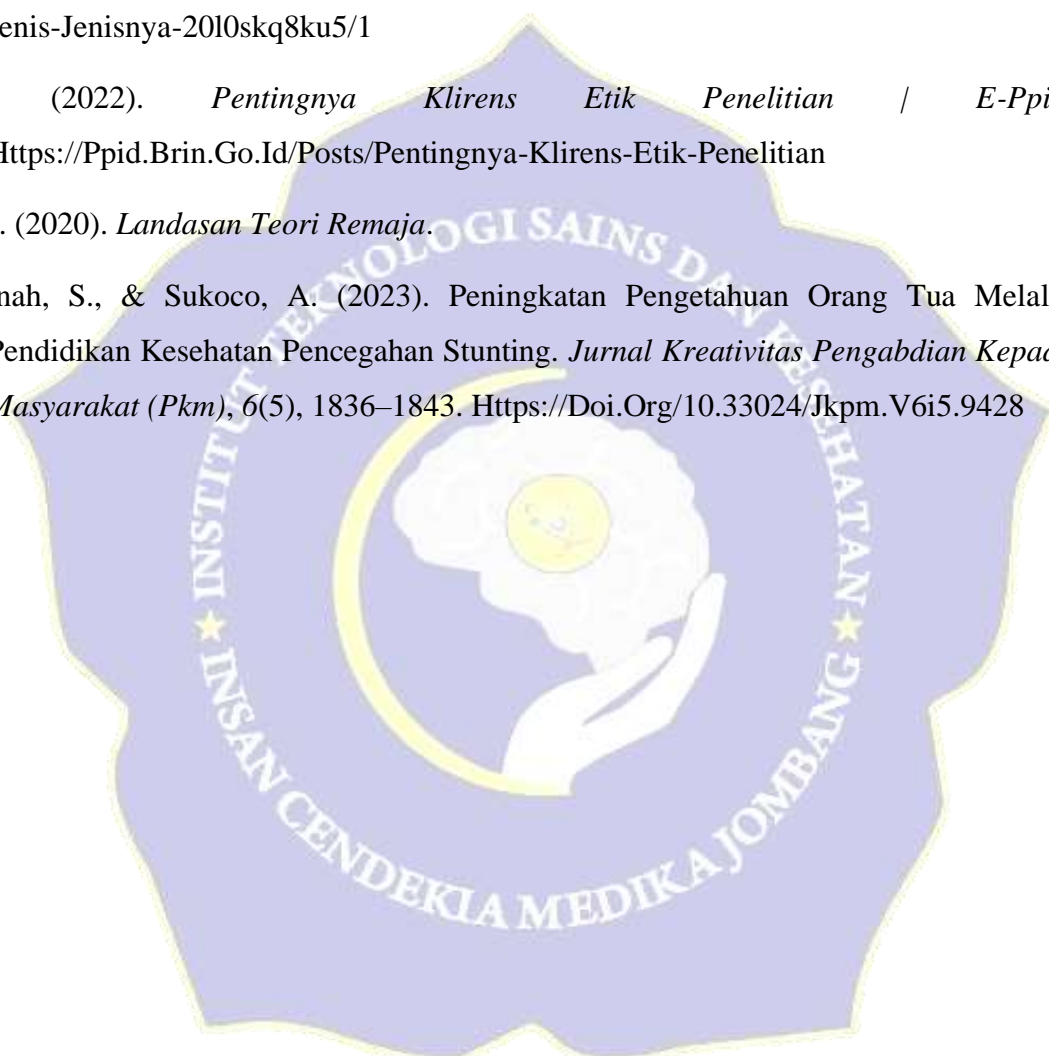 enis-Jenisnya-20l0skq8ku5/1
(2022). Pentingnya Klirens Etik Penelitian | E-Ppi
Https://Ppid.Brin.Go.Id/Posts/Pentingnya-Klirens-Etik-Penelitian
. (2020). Landasan Teori Remaja.
nah, S., & Sukoco, A. (2023). Peningkatan Pengetahuan Orang Tua Melal
Pendidikan Kesehatan Pencegahan Stunting. Jurnal Kreativitas Pengabdian Kepad
Masyarakat (Pkm), 6(5), 1836–1843. Https://Doi.Org/10.33024/Jkpm.V6i5.9428
INSTITUT TEKNOLOGI SAINS DAN KESEHATAN
INSAN CENDEKIA MEDIKA JOMBANG